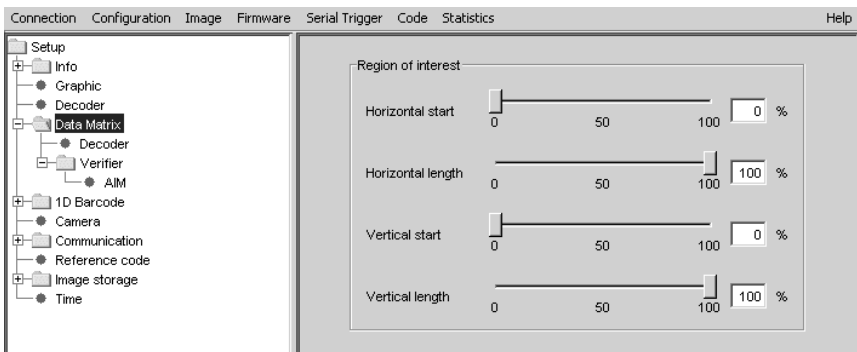 Connection Configuration Image Firmware Serial Trigger Code Statistics Help
Setup
Info
Graphic
Decoder
Data Matrix
Decoder
Verifier
AIM
1D Barcode
Camera
Communication
Reference code
Image storage
Time
Region of interest
Horizontal start
0 50 100
0 %
Horizontal length
0 50 100
100 %
Vertical start
0 50 100
0 %
Vertical length
0 50 100
100 %